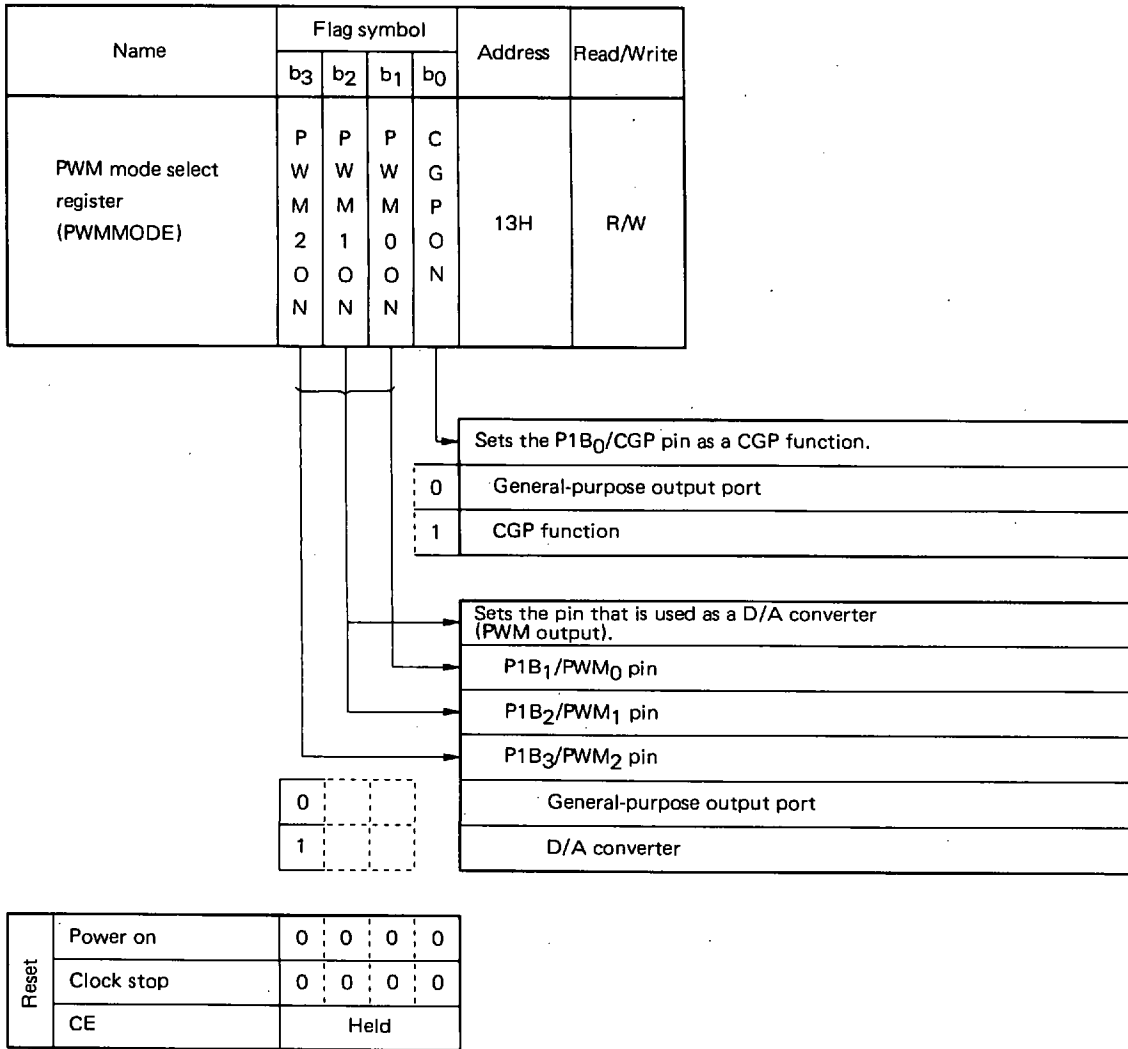 Name
Flag symbol
Address
Read/Write
b3 b2 b1 b0
PWM mode select
register
(PWMMODE)
PWM2ON
PWM1ON
PWM0ON
CGPON
13H
R/W
Sets the P1B0/CGP pin as a CGP function.
0 General-purpose output port
1 CGP function
Sets the pin that is used as a D/A converter
(PWM output).
P1B1/PWM0 pin
P1B2/PWM1 pin
P1B3/PWM2 pin
0 General-purpose output port
1 D/A converter
Reset
Power on 0 0 0 0
Clock stop 0 0 0 0
CE Held